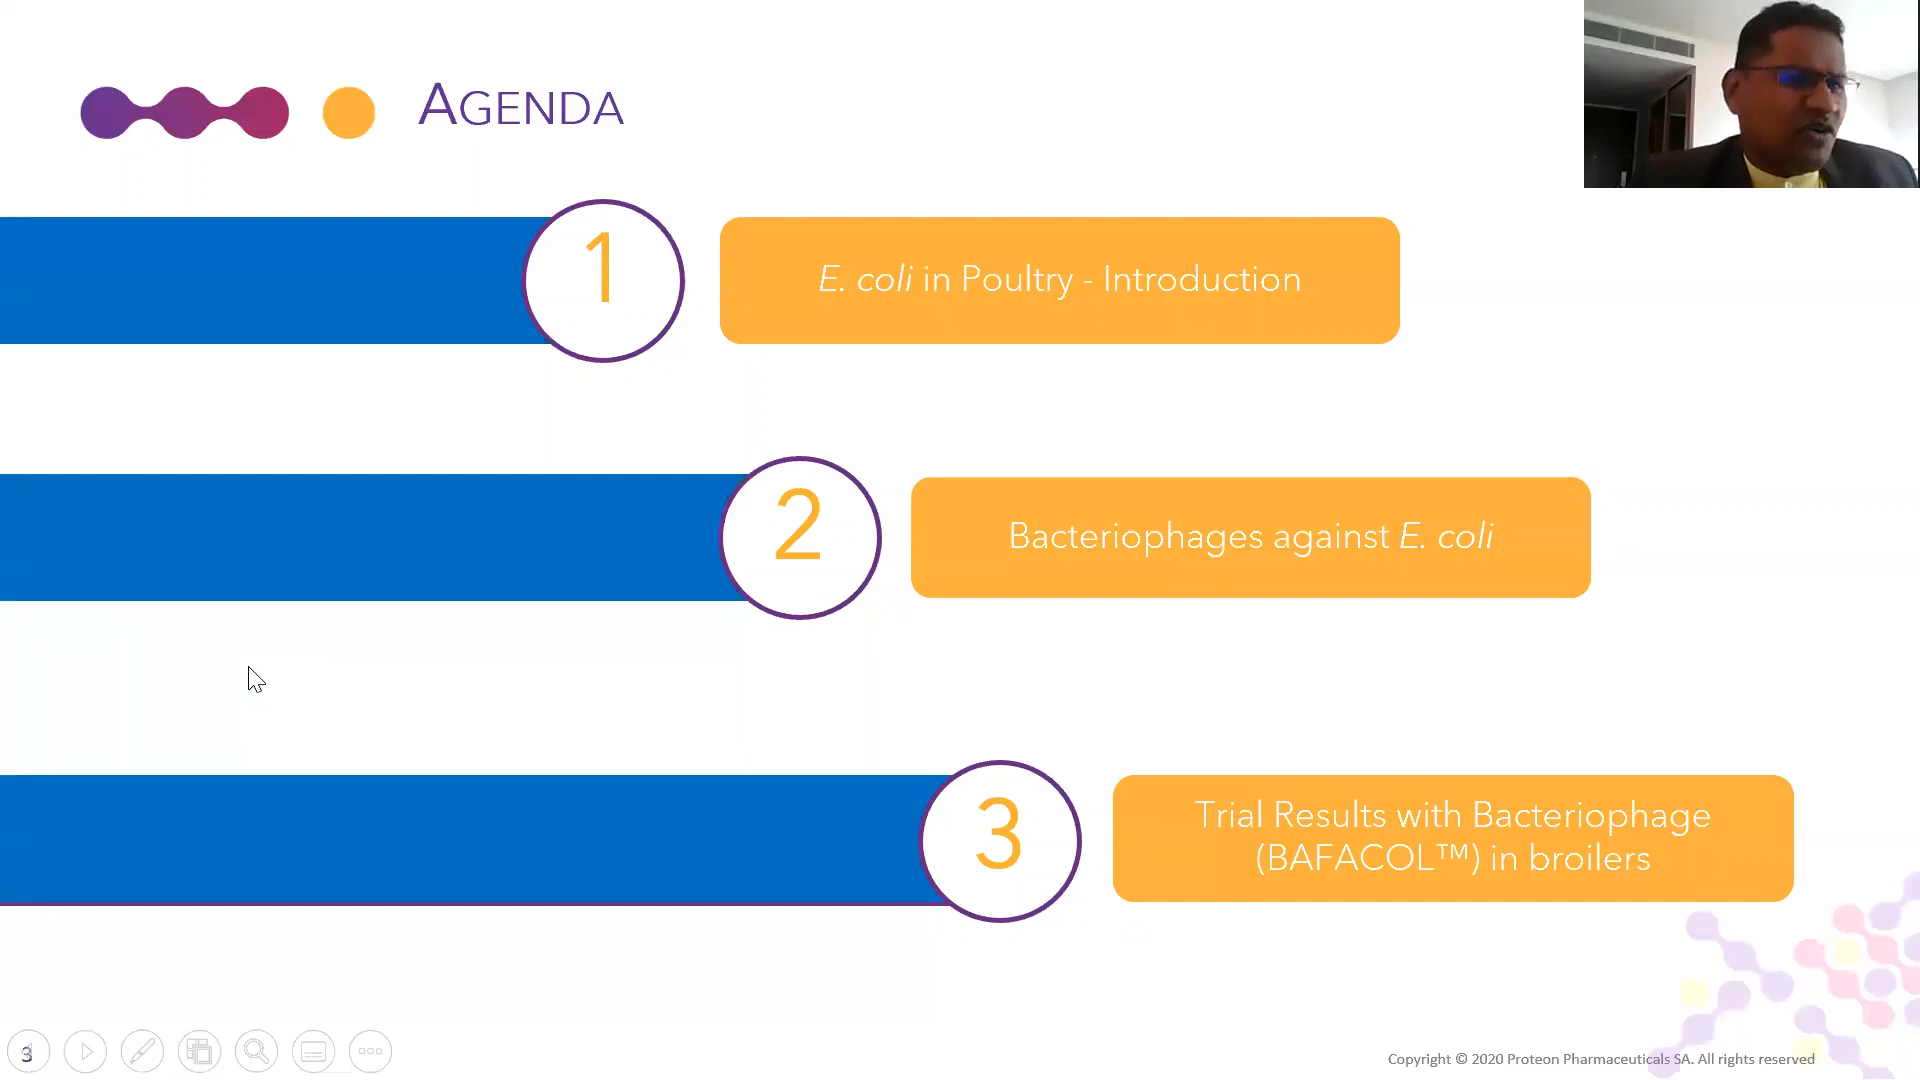 AGENDA
1
E. coli in Poultry - Introduction
2
Bacteriophages against E. coli
3
Trial Results with Bacteriophage
(BAFACOL™) in broilers
3
Copyright © 2020 Proteon Pharmaceuticals SA. All rights reserved